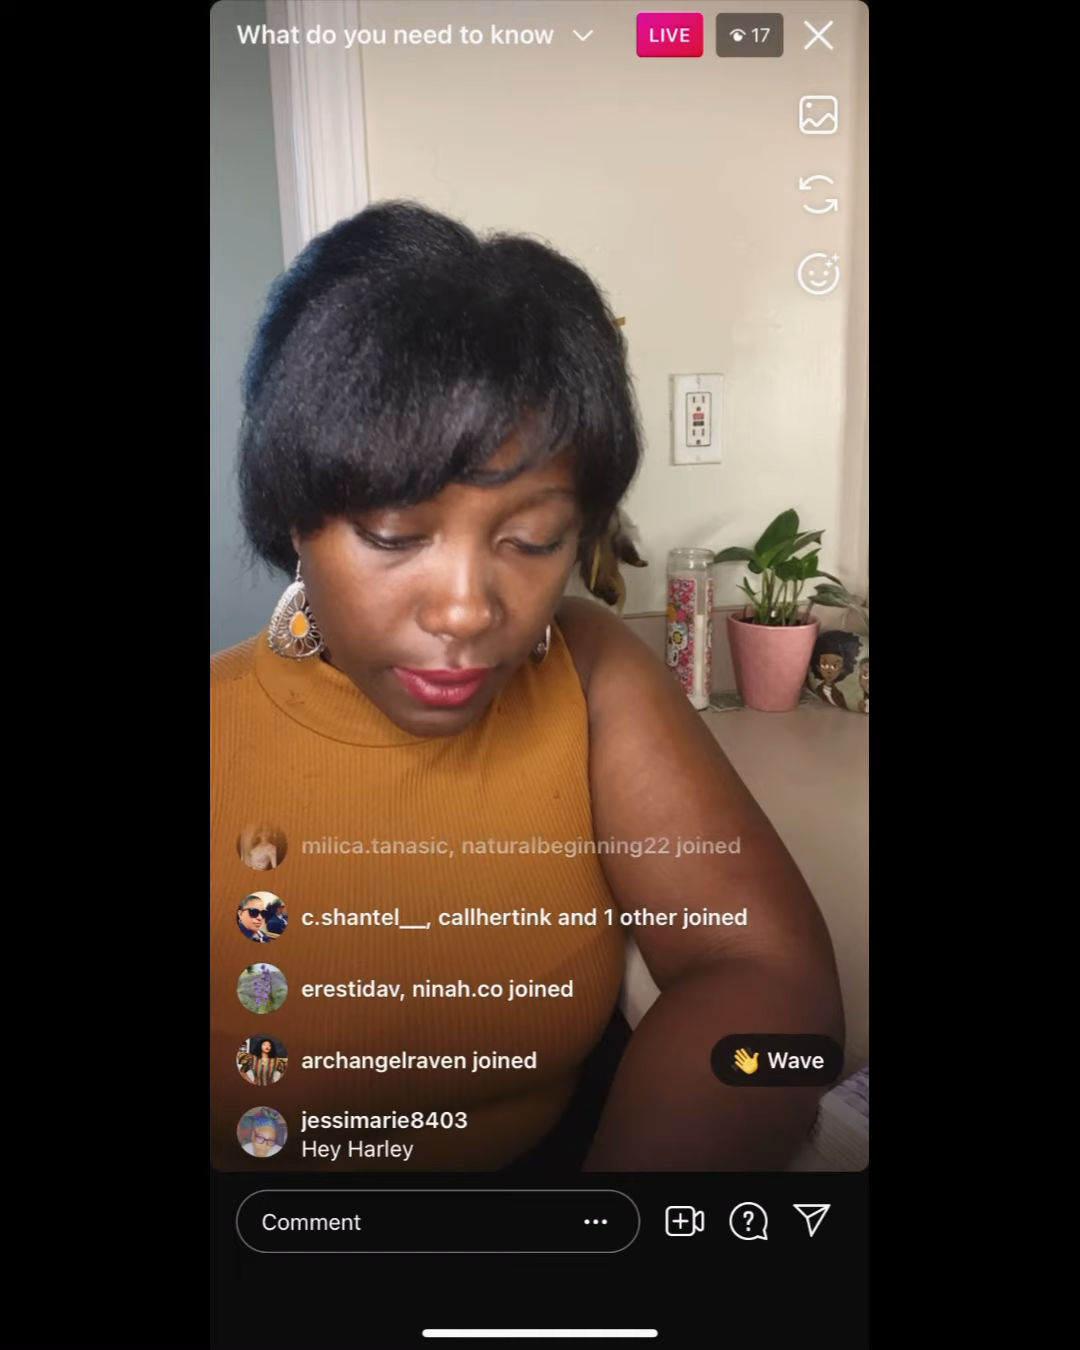 What do you need to know
LIVE
17
milica.tanasic, naturalbeginning22 joined
c.shantel__, callhertink and 1 other joined
erestidav, ninah.co joined
archangelraven joined
👋 Wave
jessimarie8403
Hey Harley
Comment